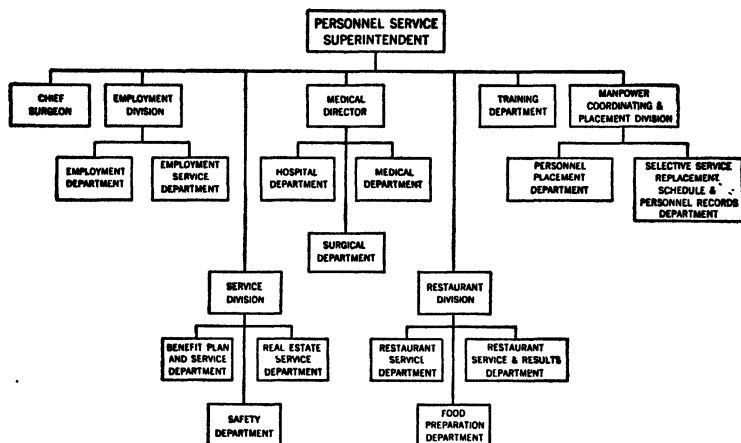 PERSONNEL SERVICE
SUPERINTENDENT
CHIEF
SURGEON
EMPLOYMENT
DIVISION
MEDICAL
DIRECTOR
TRAINING
DEPARTMENT
MANPOWER
COORDINATING &
PLACEMENT DIVISION
EMPLOYMENT
DEPARTMENT
EMPLOYMENT
SERVICE
DEPARTMENT
HOSPITAL
DEPARTMENT
MEDICAL
DEPARTMENT
PERSONNEL
PLACEMENT
DEPARTMENT
SELECTIVE SERVICE
REPLACEMENT
SCHEDULE &
PERSONNEL RECORDS
DEPARTMENT
SURGICAL
DEPARTMENT
SERVICE
DIVISION
RESTAURANT
DIVISION
BENEFIT PLAN
AND SERVICE
DEPARTMENT
REAL ESTATE
SERVICE
DEPARTMENT
RESTAURANT
SERVICE
DEPARTMENT
RESTAURANT
SERVICE & RESULTS
DEPARTMENT
SAFETY
DEPARTMENT
FOOD
PREPARATION
DEPARTMENT